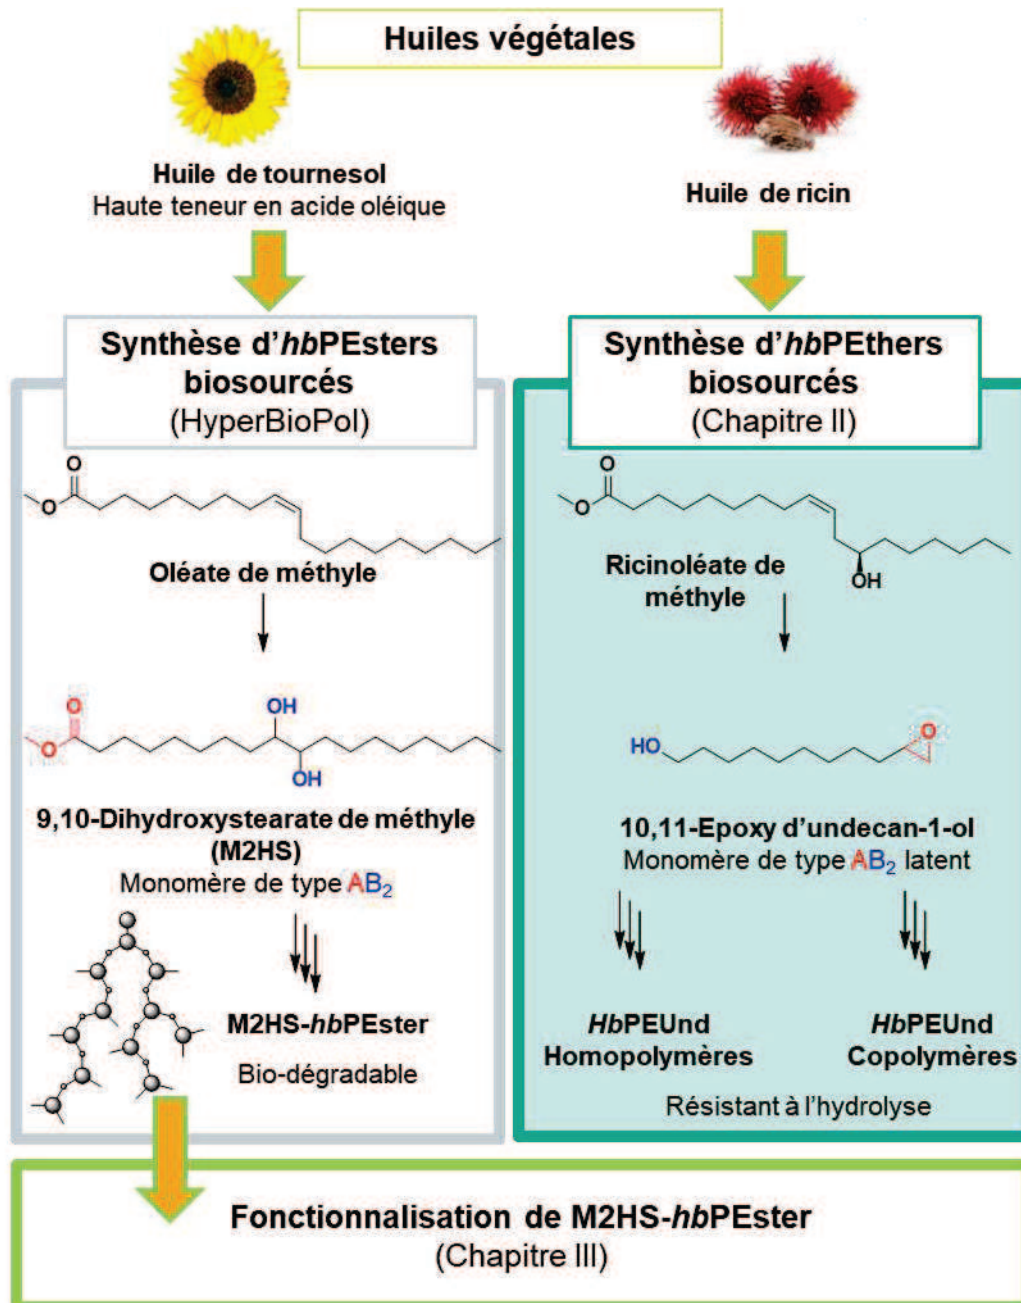 Huiles végétales
Huile de tournesol
Haute teneur en acide oléique
Huile de ricin
Synthèse d'hbPEsters
biosourcés
(HyperBioPol)
O
O
Oléate de méthyle
O
O
OH
OH
9,10-Dihydroxystearate de méthyle
(M2HS)
Monomère de type AB₂
M2HS-hbPEster
Bio-dégradable
Synthèse d'hbPEthers
biosourcés
(Chapitre II)
O
O
Ricinoléate de
méthyle
OH
HO
O
10,11-Epoxy d'undecan-1-ol
Monomère de type AB₂ latent
HbPEUnd
Homopolymères
HbPEUnd
Copolymères
Résistant à l'hydrolyse
Fonctionnalisation de M2HS-hbPEster
(Chapitre III)